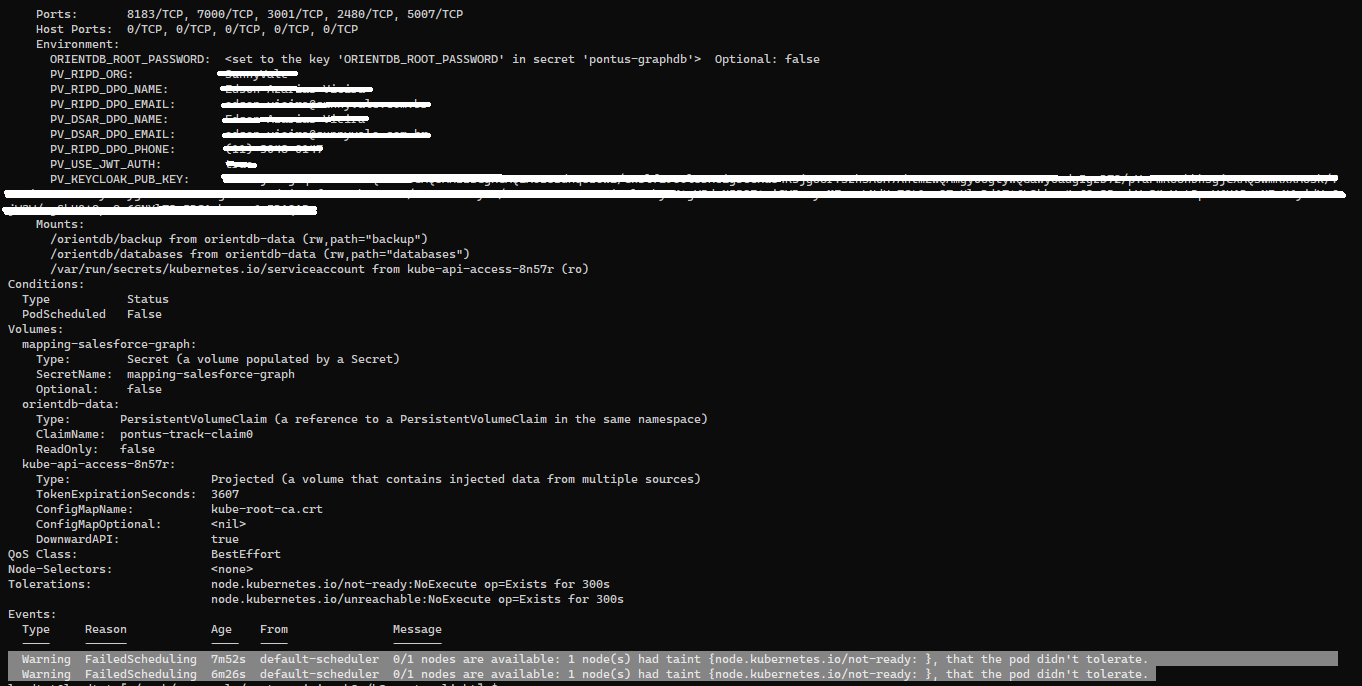 Ports: 8183/TCP, 7000/TCP, 3001/TCP, 2480/TCP, 5007/TCP
Host Ports: 0/TCP, 0/TCP, 0/TCP, 0/TCP, 0/TCP
Environment:
ORIENTDB_ROOT_PASSWORD: <set to the key 'ORIENTDB_ROOT_PASSWORD' in secret 'pontus-graphdb'> Optional: false
PV_RIPD_ORG:
PV_RIPD_DPO_NAME:
PV_RIPD_DPO_EMAIL:
PV_DSAR_DPO_NAME:
PV_DSAR_DPO_EMAIL:
PV_RIPD_DPO_PHONE:
PV_USE_JWT_AUTH:
PV_KEYCLOAK_PUB_KEY:
Mounts:
/orientdb/backup from orientdb-data (rw,path="backup")
/orientdb/databases from orientdb-data (rw,path="databases")
/var/run/secrets/kubernetes.io/serviceaccount from kube-api-access-8n57r (ro)
Conditions:
Type Status
PodScheduled False
Volumes:
mapping-salesforce-graph:
Type: Secret (a volume populated by a Secret)
SecretName: mapping-salesforce-graph
Optional: false
orientdb-data:
Type: PersistentVolumeClaim (a reference to a PersistentVolumeClaim in the same namespace)
ClaimName: pontus-track-claim0
ReadOnly: false
kube-api-access-8n57r:
Type: Projected (a volume that contains injected data from multiple sources)
TokenExpirationSeconds: 3607
ConfigMapName: kube-root-ca.crt
ConfigMapOptional: <nil>
DownwardAPI: true
QoS Class: BestEffort
Node-Selectors: <none>
Tolerations: node.kubernetes.io/not-ready:NoExecute op=Exists for 300s
node.kubernetes.io/unreachable:NoExecute op=Exists for 300s
Events:
Type Reason Age From Message
---- ------ ---- ---- -------
Warning FailedScheduling 7m52s default-scheduler 0/1 nodes are available: 1 node(s) had taint {node.kubernetes.io/not-ready: }, that the pod didn't tolerate.
Warning FailedScheduling 6m26s default-scheduler 0/1 nodes are available: 1 node(s) had taint {node.kubernetes.io/not-ready: }, that the pod didn't tolerate.